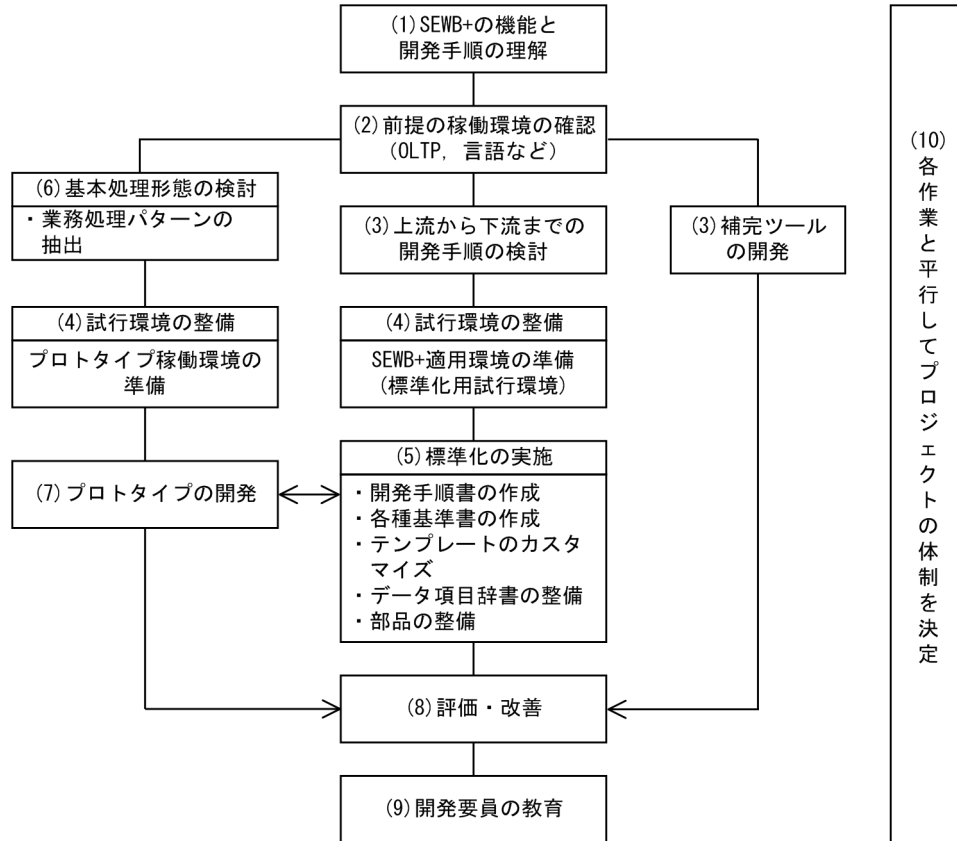 (1)SEWB+の機能と
開発手順の理解
(2)前提の稼働環境の確認
(OLTP, 言語など)
(6)基本処理形態の検討
・業務処理パターンの
抽出
(3)上流から下流までの
開発手順の検討
(3)補完ツール
の開発
(4)試行環境の整備
プロトタイプ稼働環境の
準備
(4)試行環境の整備
SEWB+適用環境の準備
(標準化用試行環境)
(7)プロトタイプの開発
(5)標準化の実施
・開発手順書の作成
・各種基準書の作成
・テンプレートのカスタ
マイズ
・データ項目辞書の整備
・部品の整備
(8)評価・改善
(9)開発要員の教育
(10)各作業と平行してプロジェクトの体制を決定